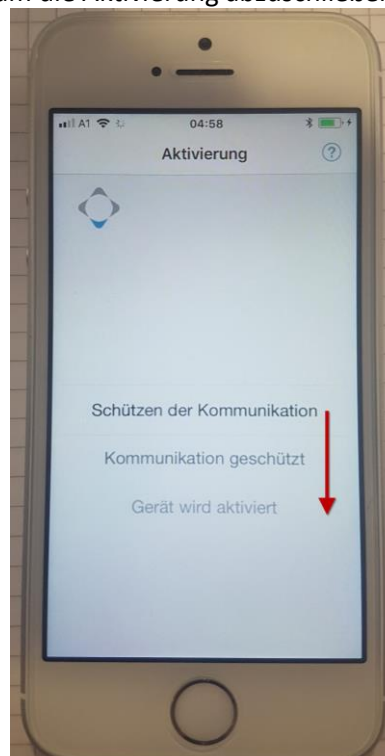 um die Aktivierung abzuschließen
A1 04:58
Aktivierung ?
Schützen der Kommunikation
Kommunikation geschützt
Gerät wird aktiviert